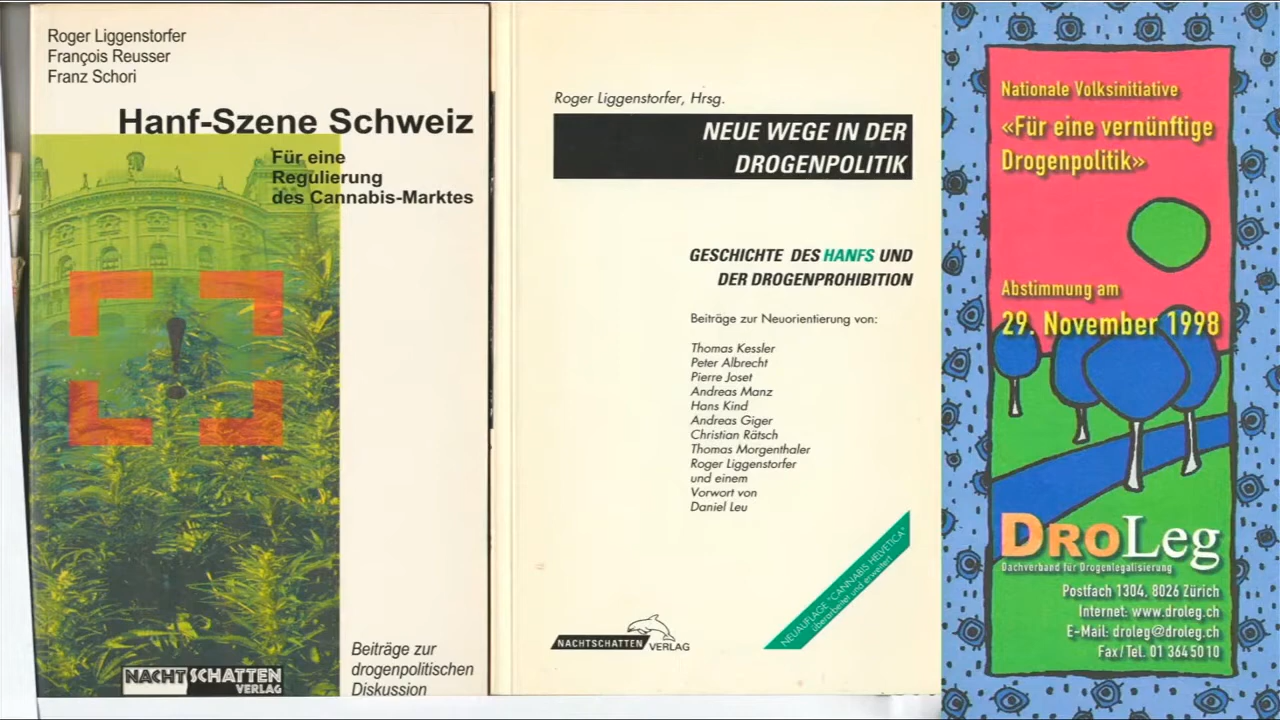 Roger Liggenstorfer
François Reusser
Franz Schori
Hanf-Szene Schweiz
Für eine
Regulierung
des Cannabis-Marktes
!
Beiträge zur
drogenpolitischen
Diskussion
NACHTSCHATTEN
VERLAG
Roger Liggenstorfer, Hrsg.
NEUE WEGE IN DER
DROGENPOLITIK
GESCHICHTE DES HANFS UND
DER DROGENPROHIBITION
Beiträge zur Neuorientierung von:
Thomas Kessler
Peter Albrecht
Pierre Joset
Andreas Manz
Hans Kind
Andreas Giger
Christian Rätsch
Thomas Morgenthaler
Roger Liggenstorfer
und einem
Vorwort von
Daniel Leu
NEUAUFLAGE "CANNABIS HELVETICA"
überarbeitet und erweitert
NACHTSCHATTEN VERLAG
Nationale Volksinitiative
«Für eine vernünftige
Drogenpolitik»
Abstimmung am
29. November 1998
DROLeg
Dachverband für Drogenlegalisierung
Postfach 1304, 8026 Zürich
Internet: www.droleg.ch
E-Mail: droleg@droleg.ch
Fax/Tel. 01 364 50 10